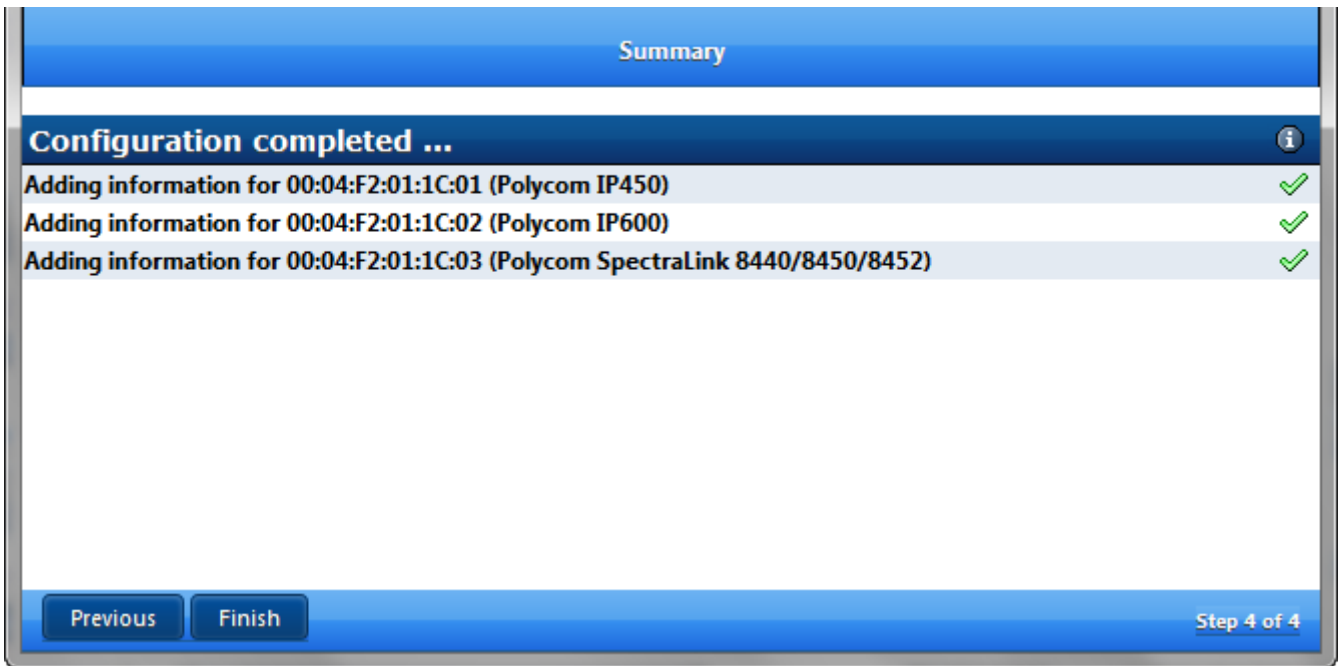 Summary
Configuration completed ...
Adding information for 00:04:F2:01:1C:01 (Polycom IP450)
Adding information for 00:04:F2:01:1C:02 (Polycom IP600)
Adding information for 00:04:F2:01:1C:03 (Polycom SpectraLink 8440/8450/8452)
Previous Finish Step 4 of 4